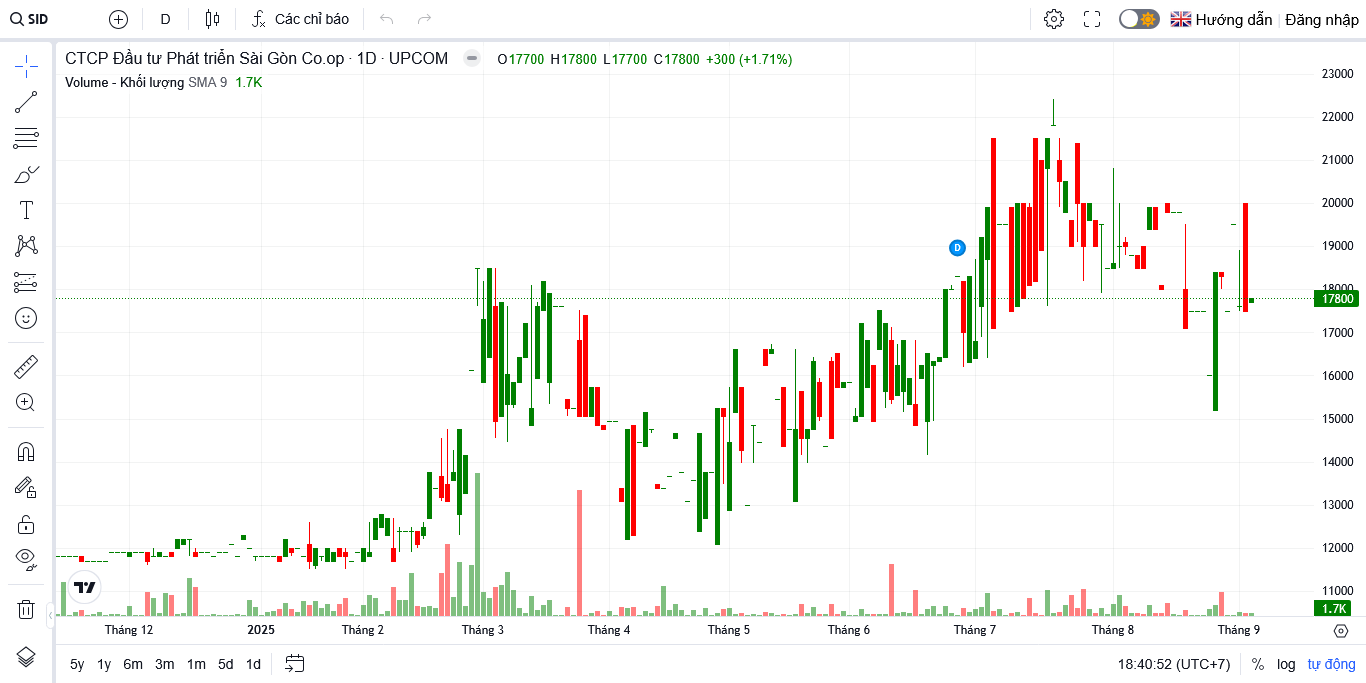 SID D Các chỉ báo Hướng dẫn Đăng nhập
CTCP Đầu tư Phát triển Sài Gòn Co.op · 1D · UPCOM O17700 H17800 L17700 C17800 +300 (+1.71%)
Volume - Khối lượng SMA 9 1.7K
23000
22000
21000
20000
19000
D
18000
17800
17000
16000
15000
14000
13000
12000
11000
1.7K
Tháng 12 2025 Tháng 2 Tháng 3 Tháng 4 Tháng 5 Tháng 6 Tháng 7 Tháng 8 Tháng 9
5y 1y 6m 3m 1m 5d 1d 18:40:52 (UTC+7) % log tự động